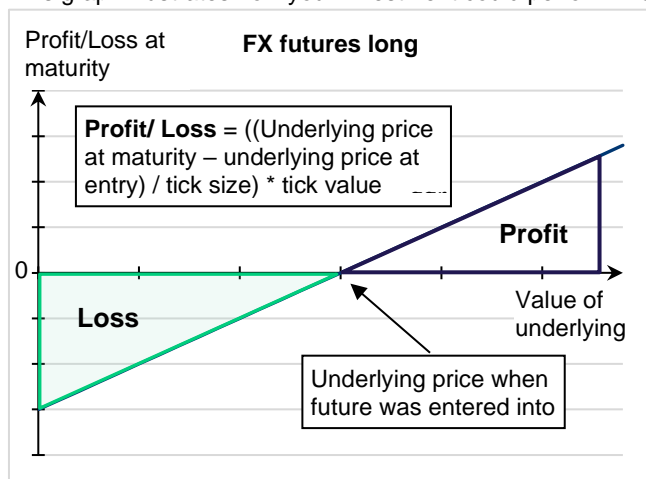 Profit/Loss at
maturity
FX futures long
Profit/ Loss = ((Underlying price
at maturity – underlying price at
entry) / tick size) * tick value
Profit
0
Loss
Value of
underlying
Underlying price when
future was entered into